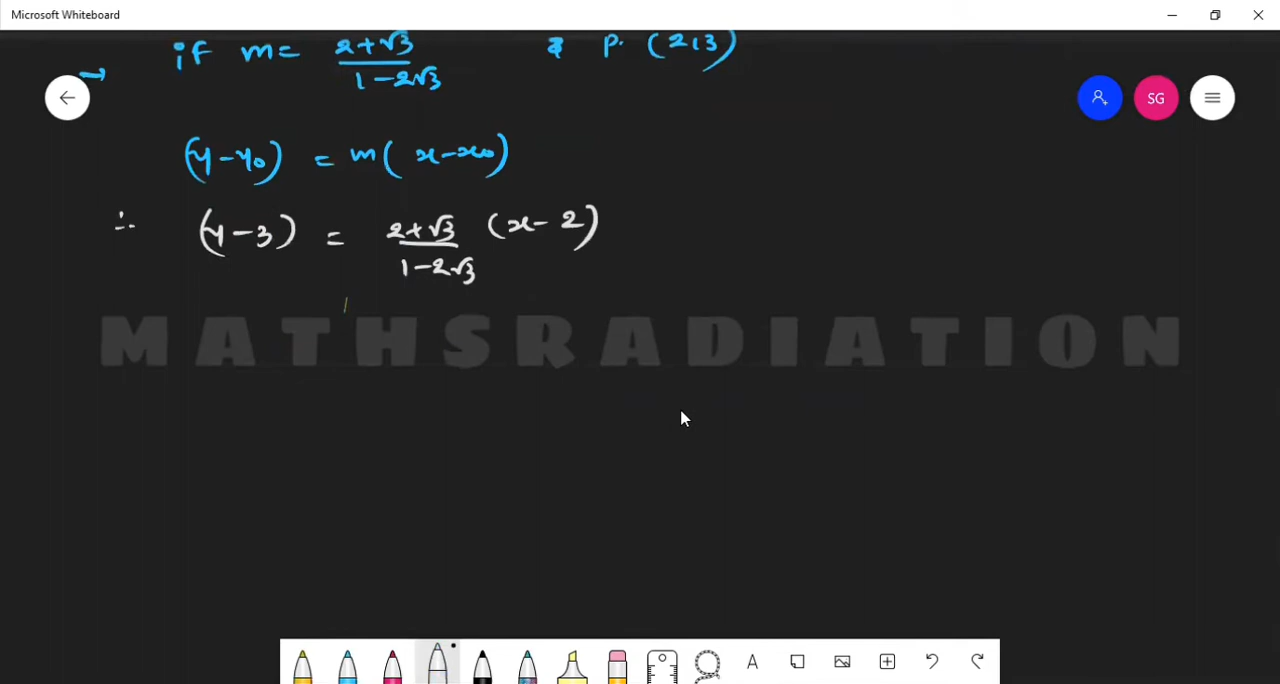 Microsoft Whiteboard
→ if m = 2+√3 / 1-2√3 & P. (2,3)
SG
(y-y₀) = m(x-x₀)
∴ (y-3) = 2+√3 / 1-2√3 (x-2)
MATHSRADIATION
A